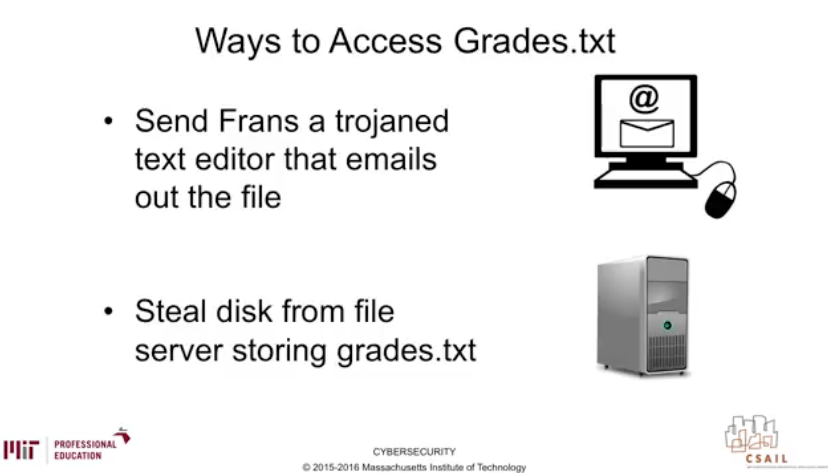 Ways to Access Grades.txt
• Send Frans a trojaned
text editor that emails
out the file
@
• Steal disk from file
server storing grades.txt
MIT PROFESSIONAL
EDUCATION
CYBERSECURITY
© 2015-2016 Massachusetts Institute of Technology
CSAIL